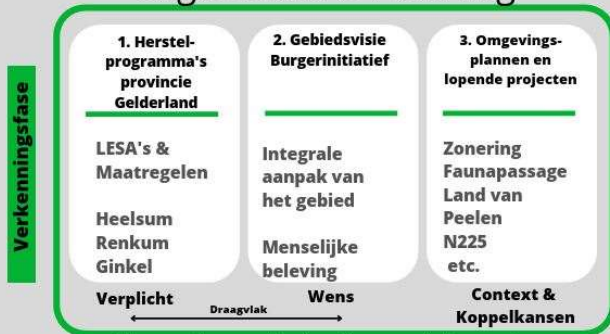 Verkenningsfase
1. Herstel-
programma's
provincie
Gelderland
LESA's &
Maatregelen
Heelsum
Renkum
Ginkel
Verplicht
2. Gebiedsvisie
Burgerinitiatief
Integrale
aanpak van
het gebied
Menselijke
beleving
Wens
Draagvlak
3. Omgevings-
plannen en
lopende projecten
Zonering
Faunapassage
Land van
Peelen
N225
etc.
Context &
Koppelkansen